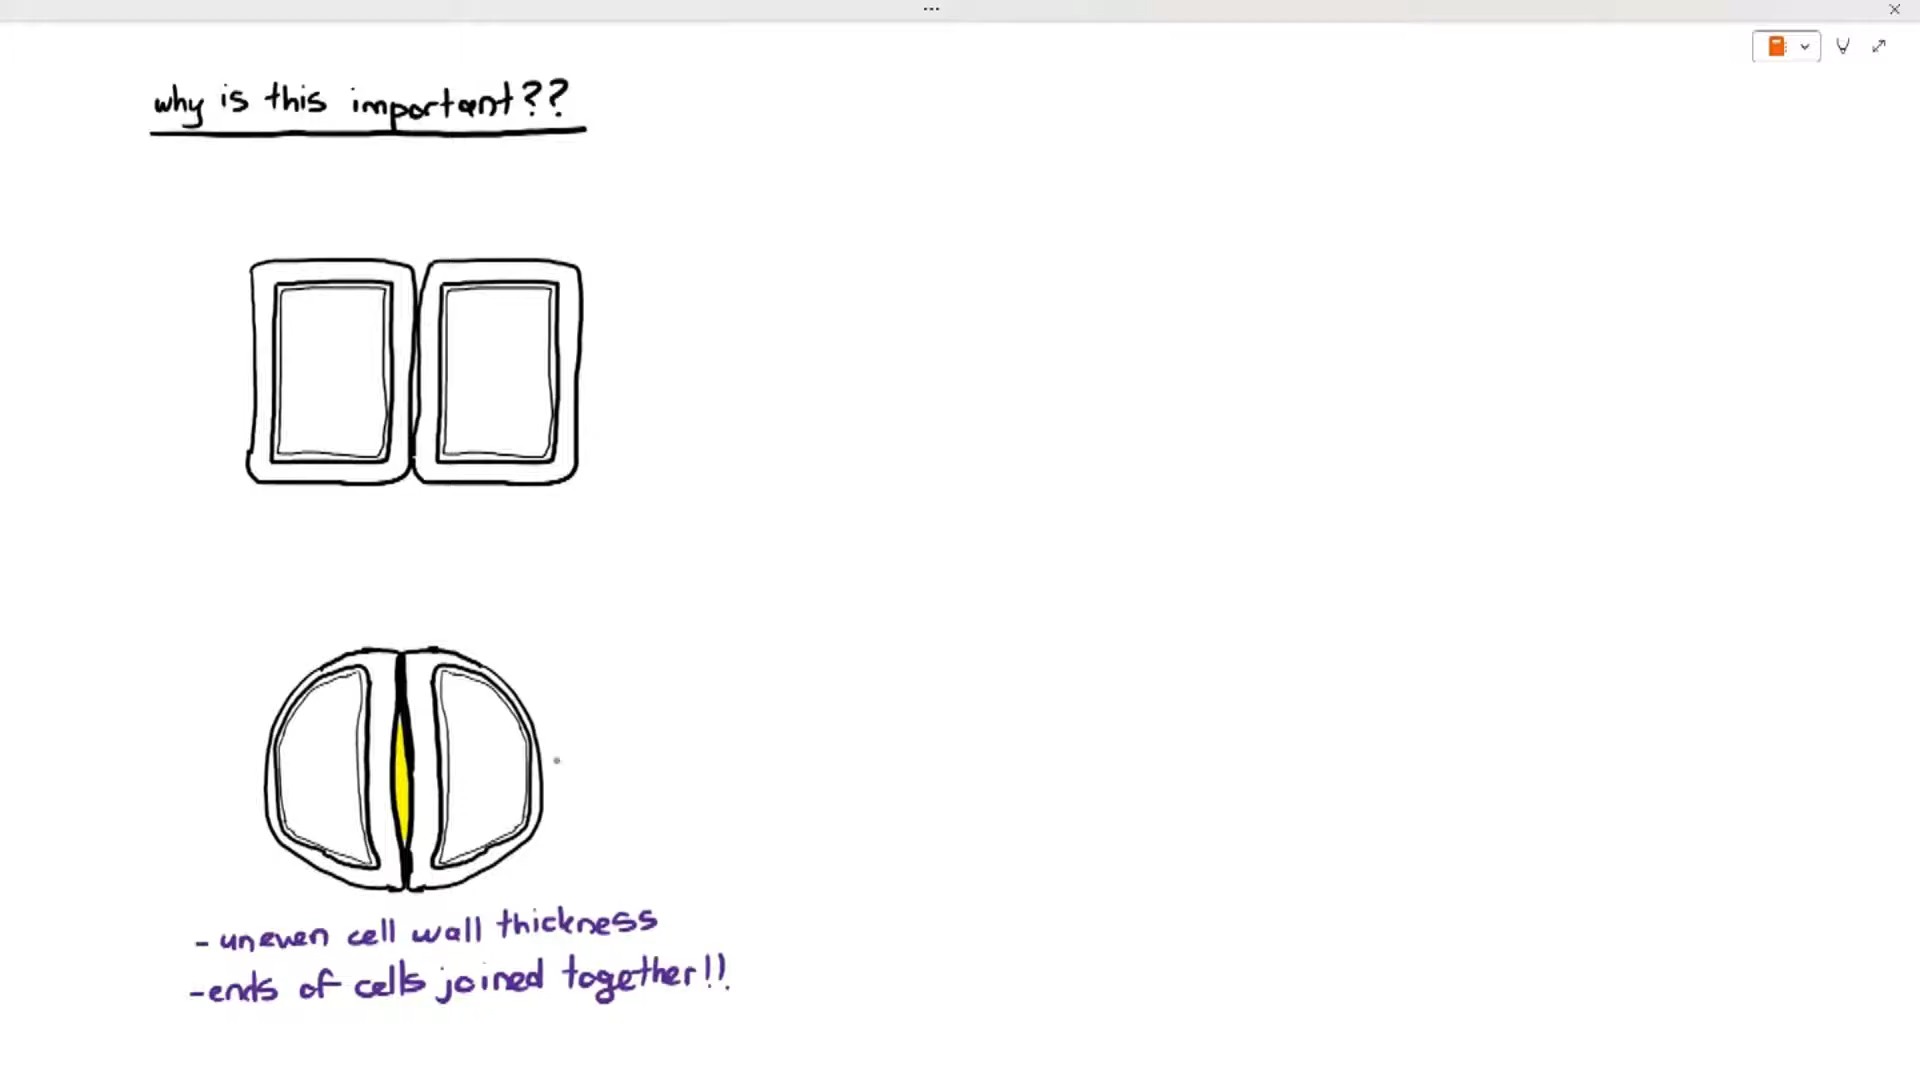 why is this important??
- uneven cell wall thickness
- ends of cells joined together!!